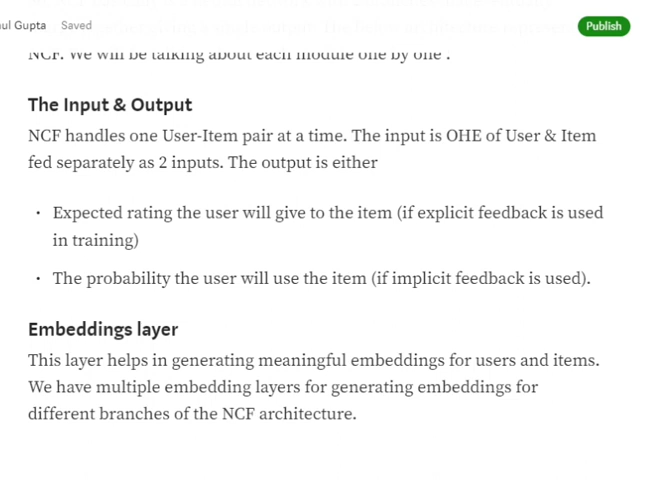 ul Gupta Saved Publish
NCF. We will be talking about each module one by one :
The Input & Output
NCF handles one User-Item pair at a time. The input is OHE of User & Item
fed separately as 2 inputs. The output is either
• Expected rating the user will give to the item (if explicit feedback is used
in training)
• The probability the user will use the item (if implicit feedback is used).
Embeddings layer
This layer helps in generating meaningful embeddings for users and items.
We have multiple embedding layers for generating embeddings for
different branches of the NCF architecture.